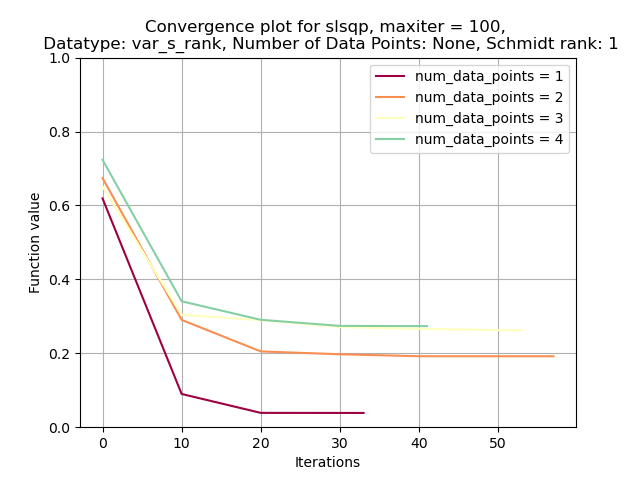 Convergence plot for slsqp, maxiter = 100,
Datatype: var_s_rank, Number of Data Points: None, Schmidt rank: 1
1.0
0.8
0.6
0.4
0.2
0.0
Function value
num_data_points = 1
num_data_points = 2
num_data_points = 3
num_data_points = 4
0 10 20 30 40 50
Iterations